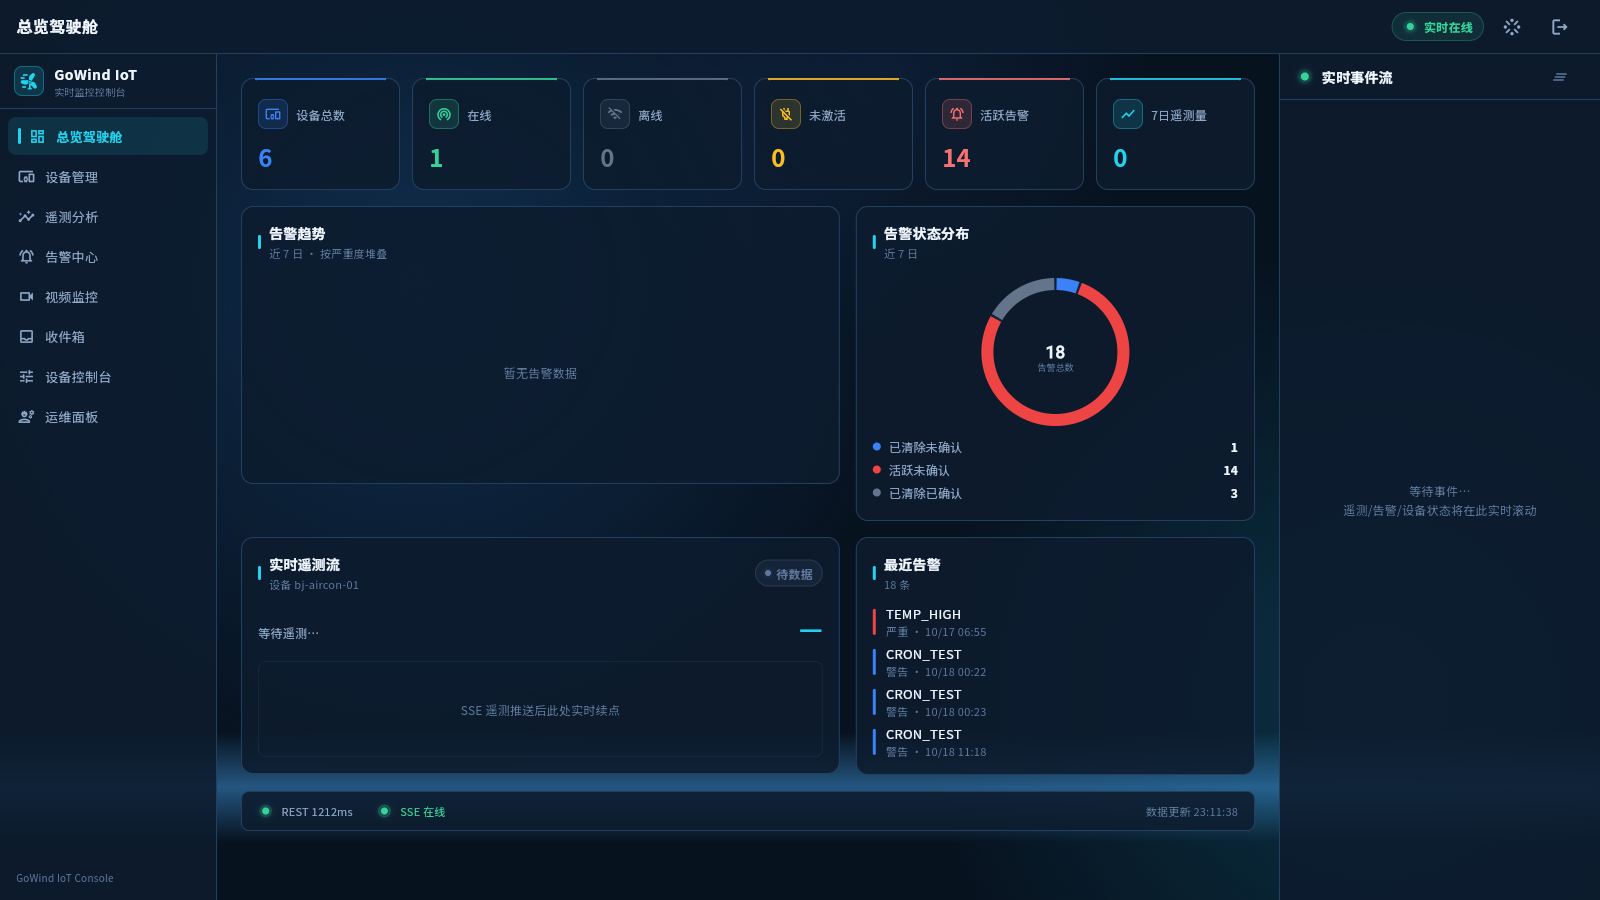 总览驾驶舱
实时在线
GoWind IoT
实时监控控制台
总览驾驶舱
设备管理
遥测分析
告警中心
视频监控
收件箱
设备控制台
运维面板
GoWind IoT Console
设备总数
6
在线
1
离线
0
未激活
0
活跃告警
14
7日遥测量
0
告警趋势
近 7 日 · 按严重度堆叠
暂无告警数据
告警状态分布
近 7 日
18
告警总数
已清除未确认 1
活跃未确认 14
已清除已确认 3
实时遥测流
设备 bj-aircon-01
待数据
等待遥测… —
SSE 遥测推送后此处实时续点
最近告警
18 条
TEMP_HIGH
严重 · 10/17 06:55
CRON_TEST
警告 · 10/18 00:22
CRON_TEST
警告 · 10/18 00:23
CRON_TEST
警告 · 10/18 11:18
REST 1212ms SSE 在线 数据更新 23:11:38
实时事件流
等待事件…
遥测/告警/设备状态将在此实时滚动